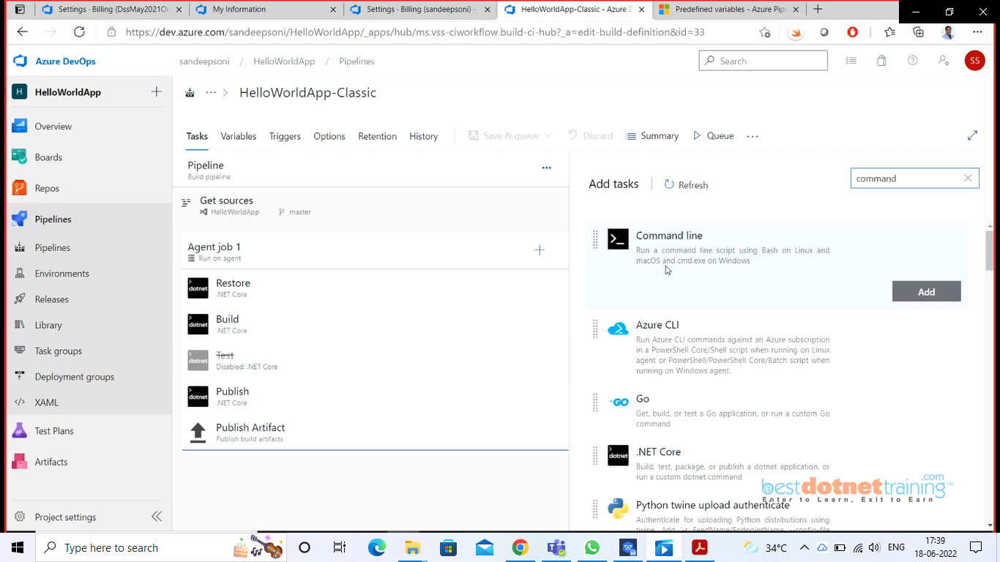 Settings - Billing (DssMay2021Or
My Information
Settings - Billing (sandeepsoni) -
HelloWorldApp-Classic - Azure D
Predefined variables - Azure Pip
https://dev.azure.com/sandeepsoni/HelloWorldApp/_apps/hub/ms.vss-ciworkflow.build-ci-hub?_a=edit-build-definition&id=33
Azure DevOps
sandeepsoni / HelloWorldApp / Pipelines
Search
SS
H
HelloWorldApp
Overview
Boards
Repos
Pipelines
Pipelines
Environments
Releases
Library
Task groups
Deployment groups
XAML
Test Plans
Artifacts
Project settings
HelloWorldApp-Classic
Tasks Variables Triggers Options Retention History
Save & queue Discard Summary Queue
Pipeline
Build pipeline
Get sources
HelloWorldApp master
Agent job 1
Run on agent
dotnet
Restore
.NET Core
dotnet
Build
.NET Core
dotnet
Test
Disabled: .NET Core
dotnet
Publish
.NET Core
Publish Artifact
Publish build artifacts
Add tasks
Refresh
command
Command line
Run a command line script using Bash on Linux and
macOS and cmd.exe on Windows
Add
Azure CLI
Run Azure CLI commands against an Azure subscription
in a PowerShell Core/Shell script when running on Linux
agent or PowerShell/PowerShell Core/Batch script when
running on Windows agent.
GO
Go
Get, build, or test a Go application, or run a custom Go
command
dotnet
.NET Core
Build, test, package, or publish a dotnet application, or
run a custom dotnet command
Python twine upload authenticate
Authenticate for uploading Python distributions using
twine. Add '-r FeedName/EndpointName --config-file
@bestdotnettraining.com™
Enter to Learn, Exit to Earn
Type here to search
34°C
ENG
17:39
18-06-2022